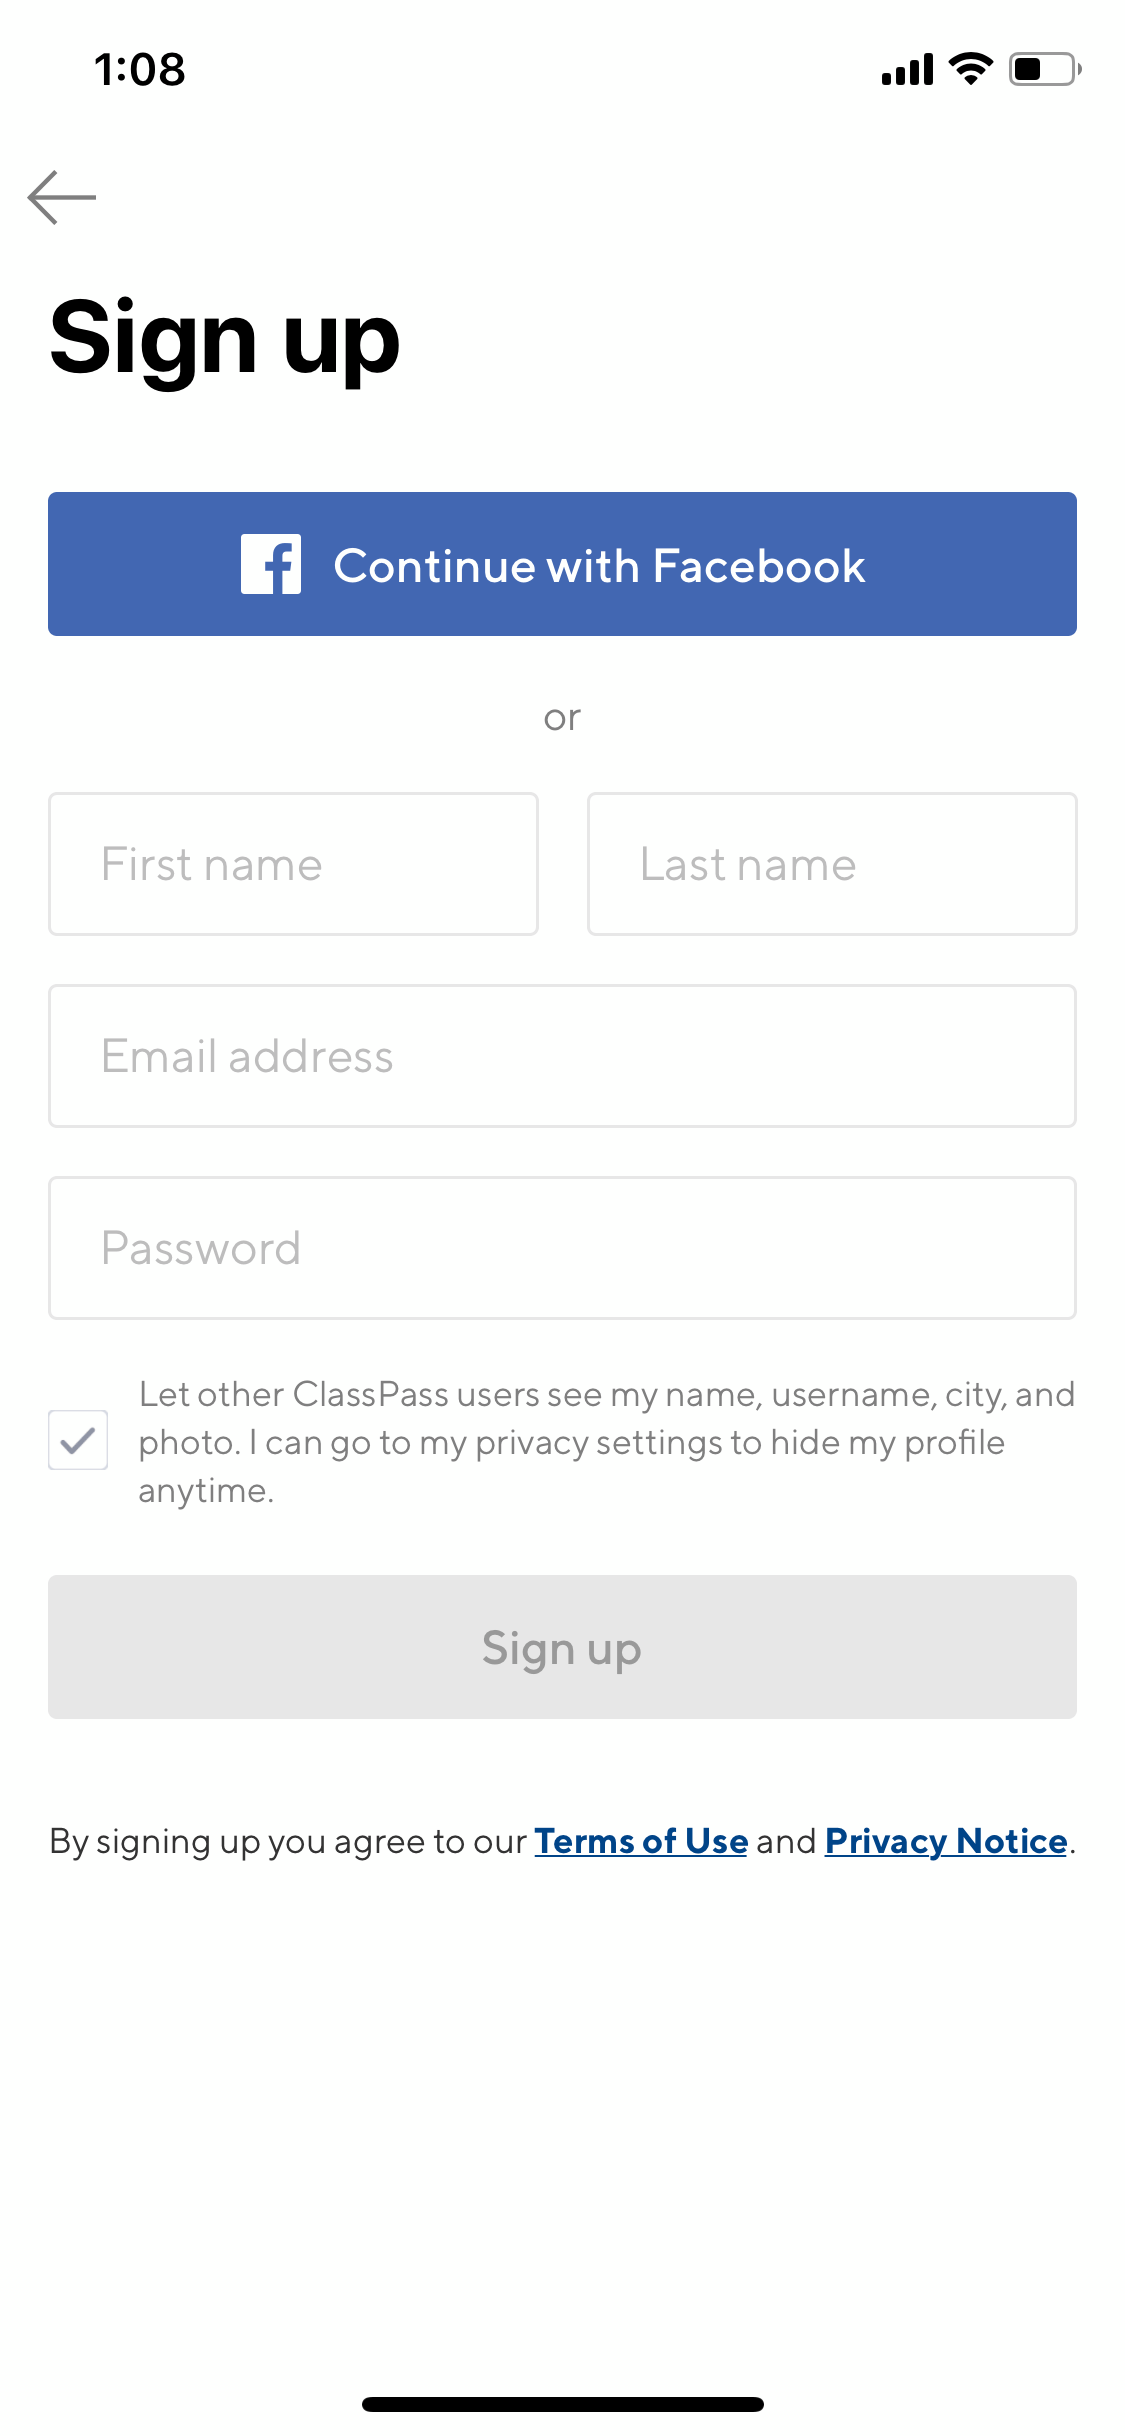 1:08
Sign up
Continue with Facebook
or
First name
Last name
Email address
Password
Let other ClassPass users see my name, username, city, and
photo. I can go to my privacy settings to hide my profile
anytime.
Sign up
By signing up you agree to our Terms of Use and Privacy Notice.